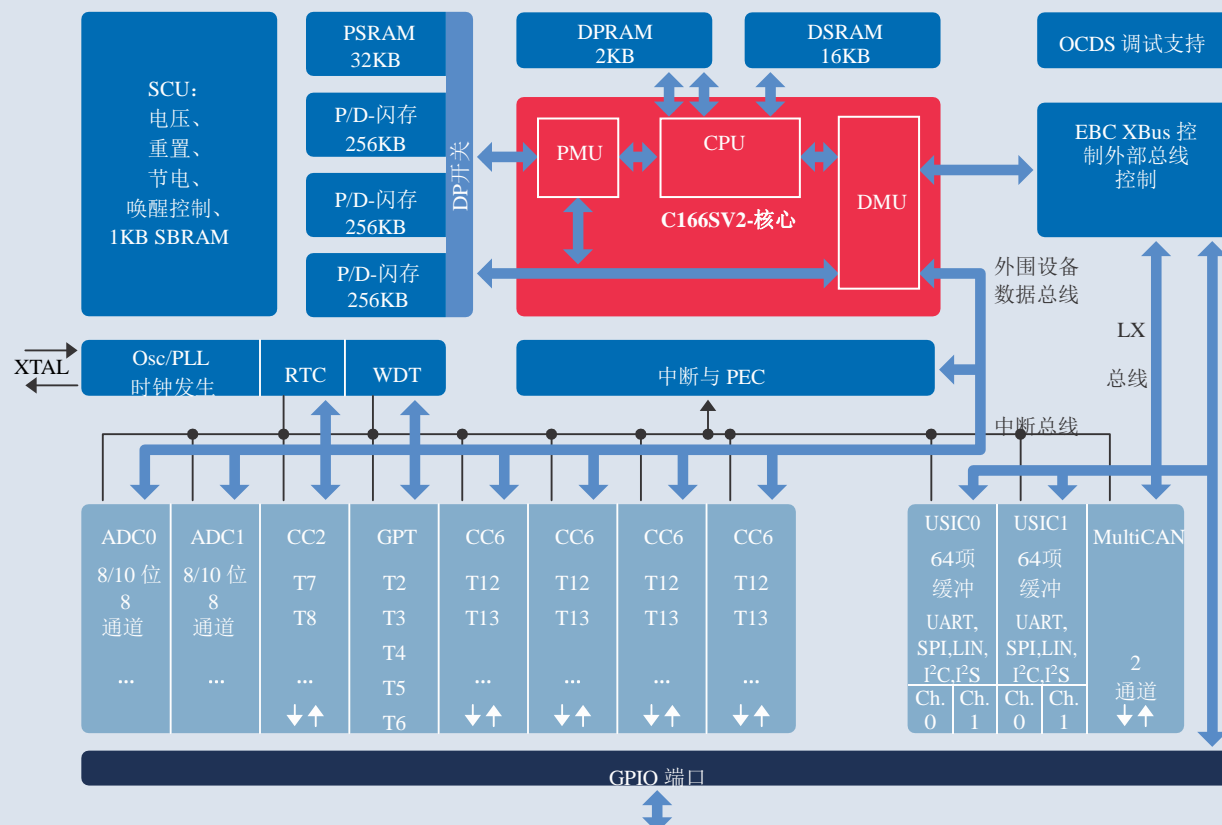 SCU：
电压、
重置、
节电、
唤醒控制、
1KB SBRAM
PSRAM
32KB
P/D-闪存
256KB
P/D-闪存
256KB
P/D-闪存
256KB
DP开关
DPRAM
2KB
DSRAM
16KB
PMU
CPU
DMU
C166SV2-核心
OCDS 调试支持
EBC XBus 控
制外部总线
控制
外围设备
数据总线
LX
总线
中断总线
XTAL
Osc/PLL
时钟发生
RTC
WDT
中断与 PEC
ADC0
8/10 位
8
通道
...
ADC1
8/10 位
8
通道
...
CC2
T7
T8
...
GPT
T2
T3
T4
T5
T6
CC6
T12
T13
...
CC6
T12
T13
...
CC6
T12
T13
...
CC6
T12
T13
...
USIC0
64项
缓冲
UART,
SPI,LIN,
I²C,I²S
Ch.
0
Ch.
1
USIC1
64项
缓冲
UART,
SPI,LIN,
I²C,I²S
Ch.
0
Ch.
1
MultiCAN
2
通道
GPIO 端口